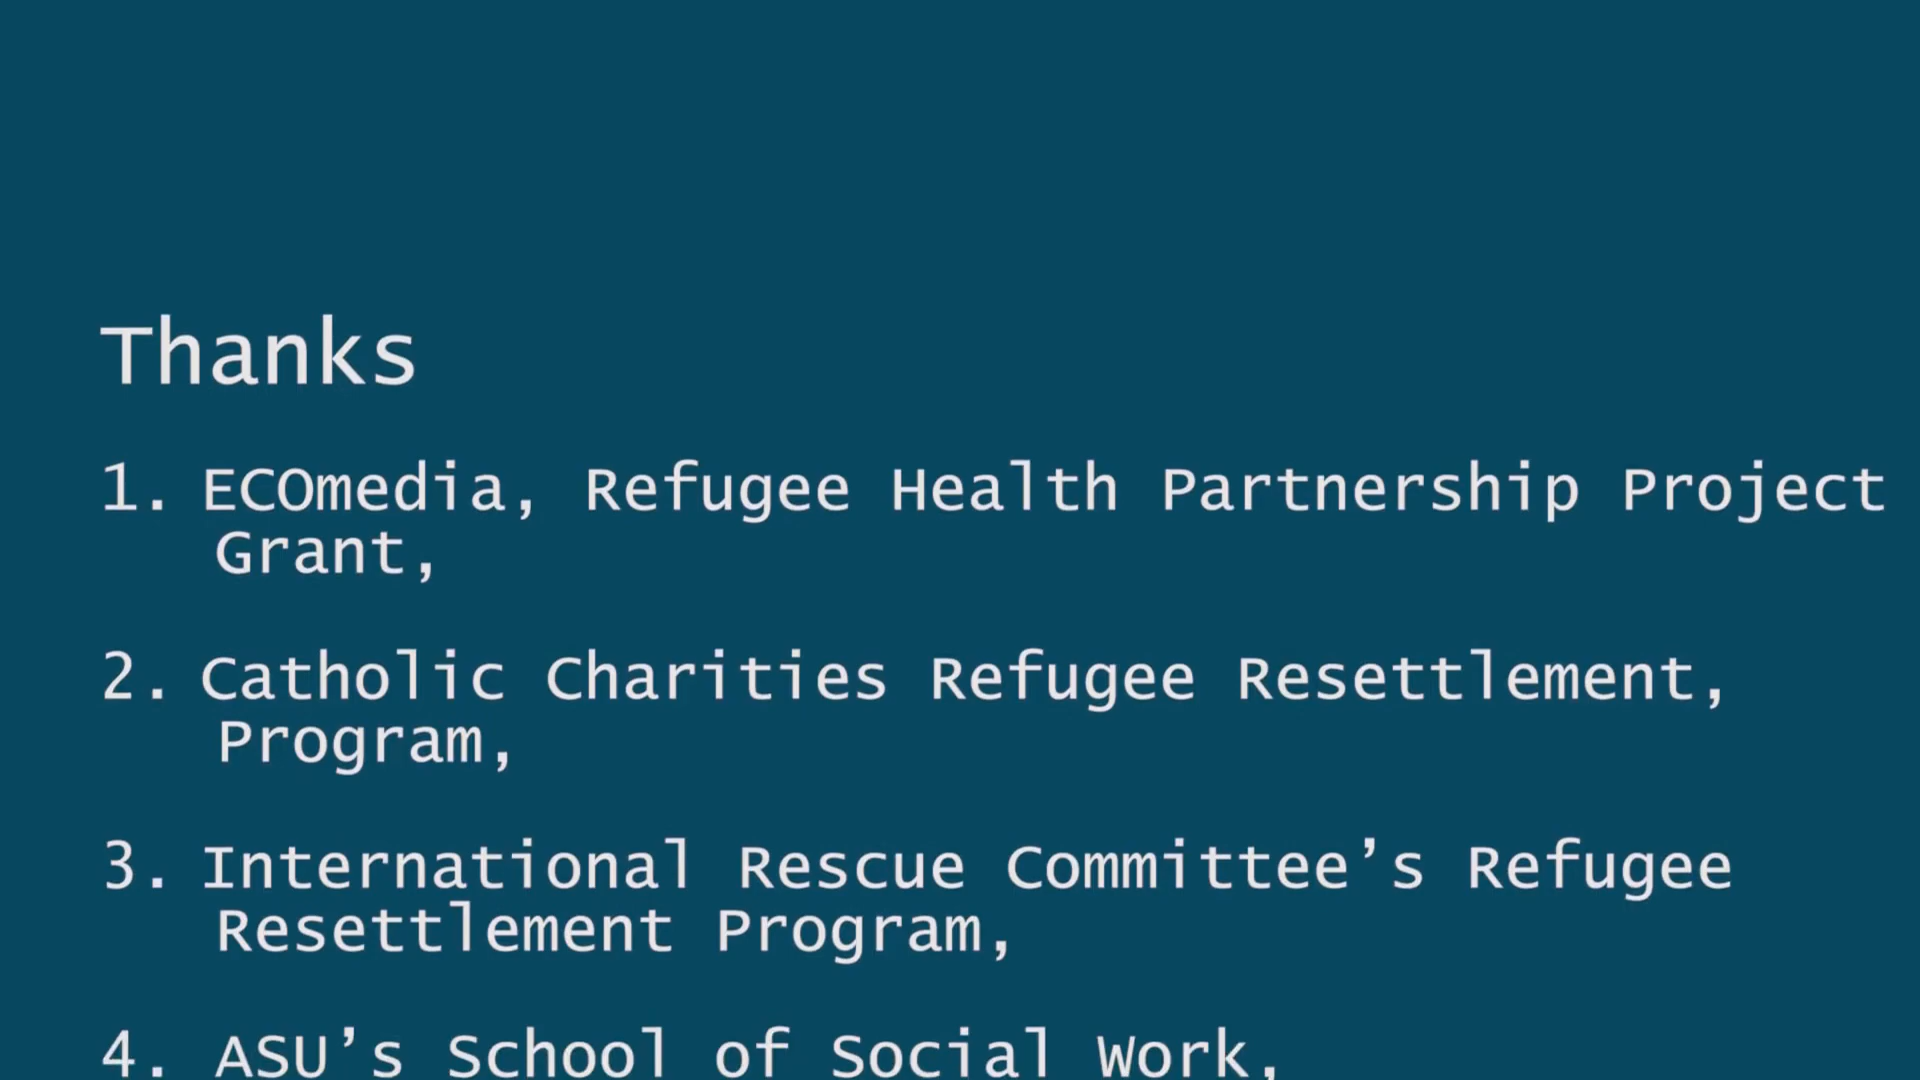 Thanks
1. ECOmedia, Refugee Health Partnership Project
Grant,
2. Catholic Charities Refugee Resettlement,
Program,
3. International Rescue Committee’s Refugee
Resettlement Program,
4. ASU’s School of Social Work,